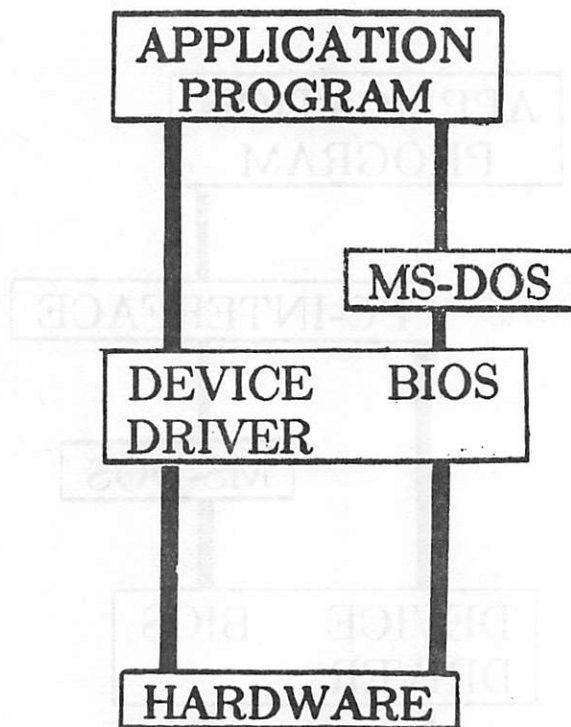 APPLICATION
PROGRAM
MS-DOS
DEVICE BIOS
DRIVER
HARDWARE